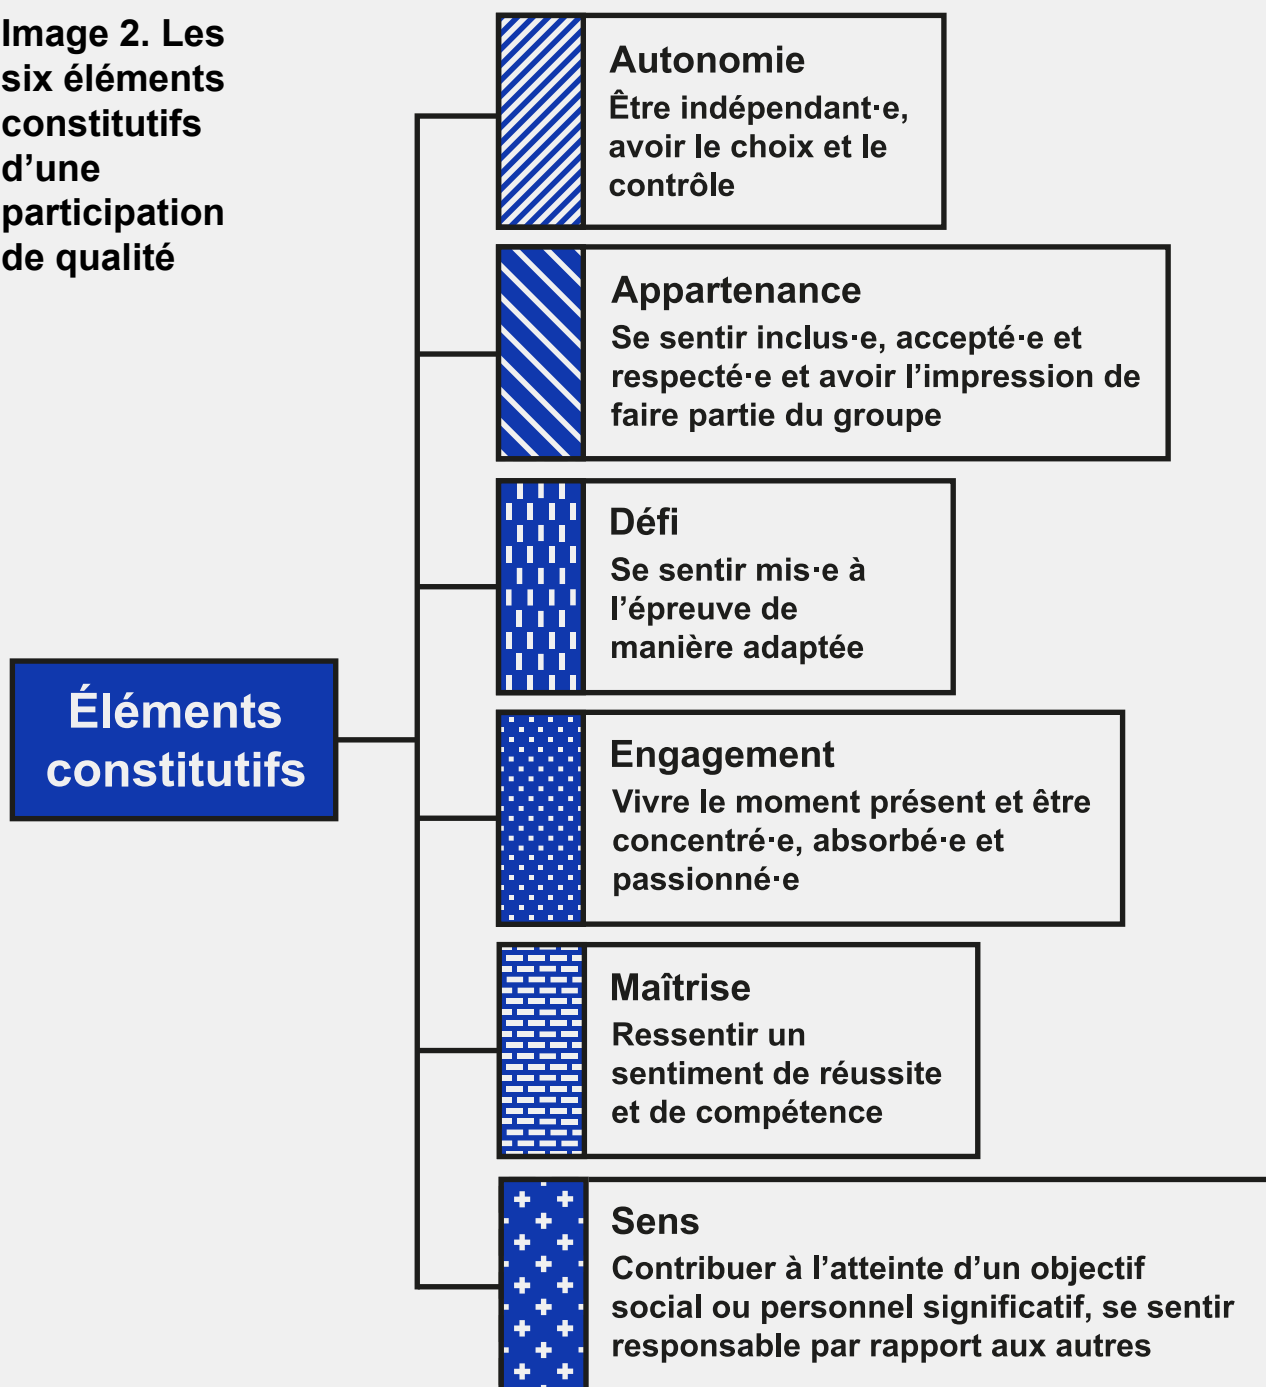 Image 2. Les
six éléments
constitutifs
d’une
participation
de qualité
Autonomie
Être indépendant·e,
avoir le choix et le
contrôle
Appartenance
Se sentir inclus·e, accepté·e et
respecté·e et avoir l’impression de
faire partie du groupe
Défi
Se sentir mis·e à
l’épreuve de
manière adaptée
Éléments
constitutifs
Engagement
Vivre le moment présent et être
concentré·e, absorbé·e et
passionné·e
Maîtrise
Ressentir un
sentiment de réussite
et de compétence
Sens
Contribuer à l’atteinte d’un objectif
social ou personnel significatif, se sentir
responsable par rapport aux autres